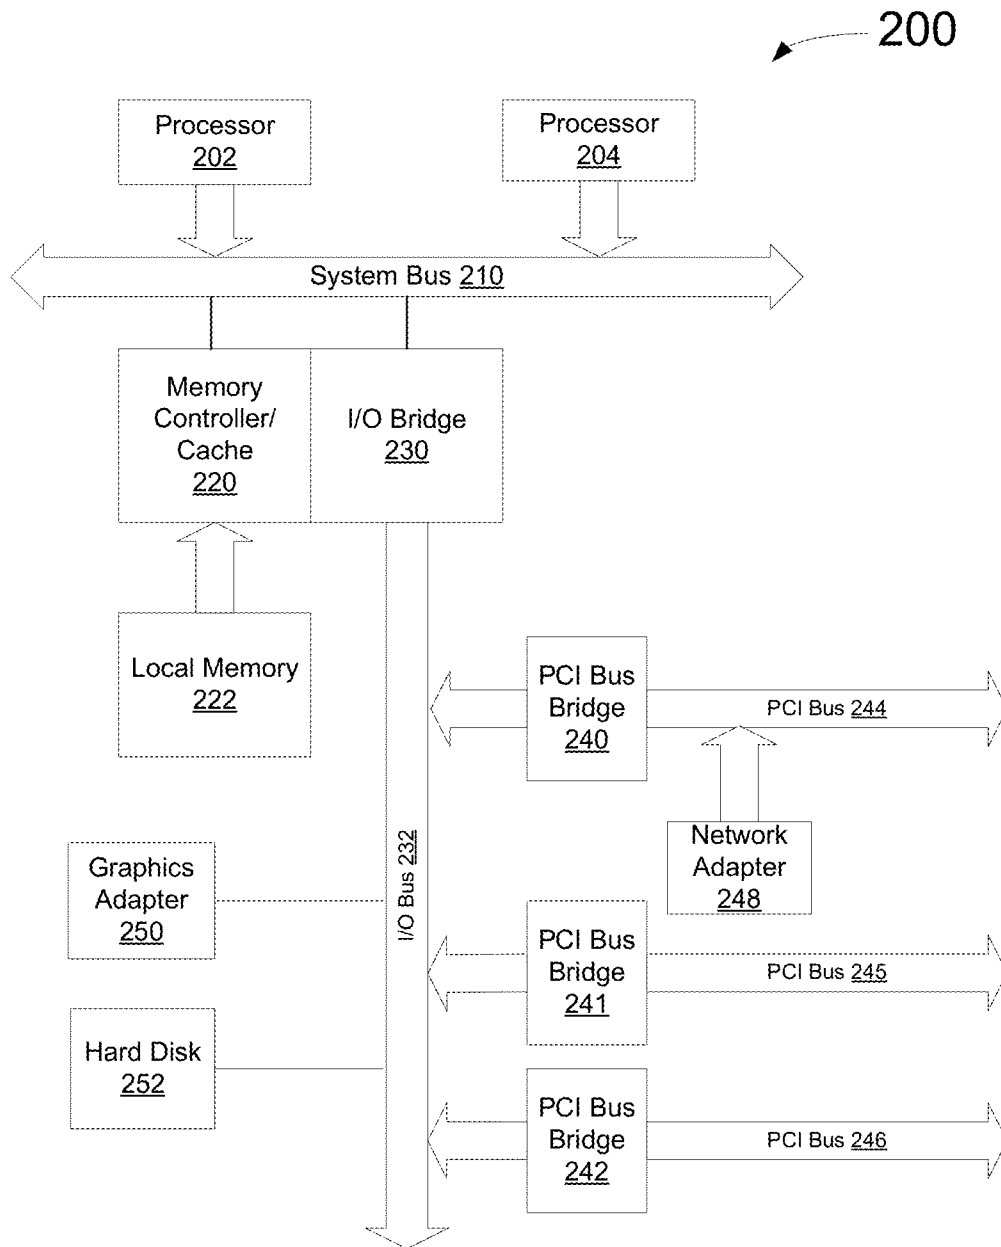 200
Processor
202
Processor
204
System Bus 210
Memory
Controller/
Cache
220
I/O Bridge
230
Local Memory
222
PCI Bus
Bridge
240
PCI Bus 244
Network
Adapter
248
I/O Bus 232
Graphics
Adapter
250
PCI Bus
Bridge
241
PCI Bus 245
Hard Disk
252
PCI Bus
Bridge
242
PCI Bus 246